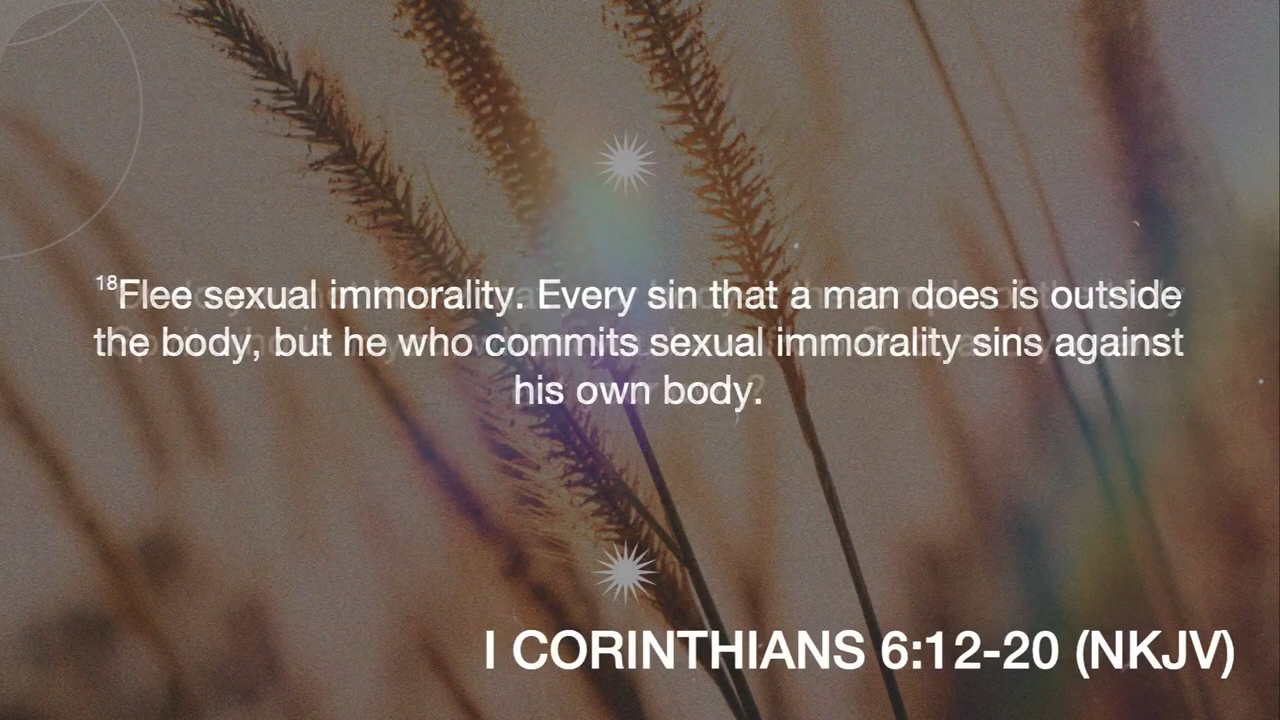 18Flee sexual immorality. Every sin that a man does is outside
the body, but he who commits sexual immorality sins against
his own body.
I CORINTHIANS 6:12-20 (NKJV)